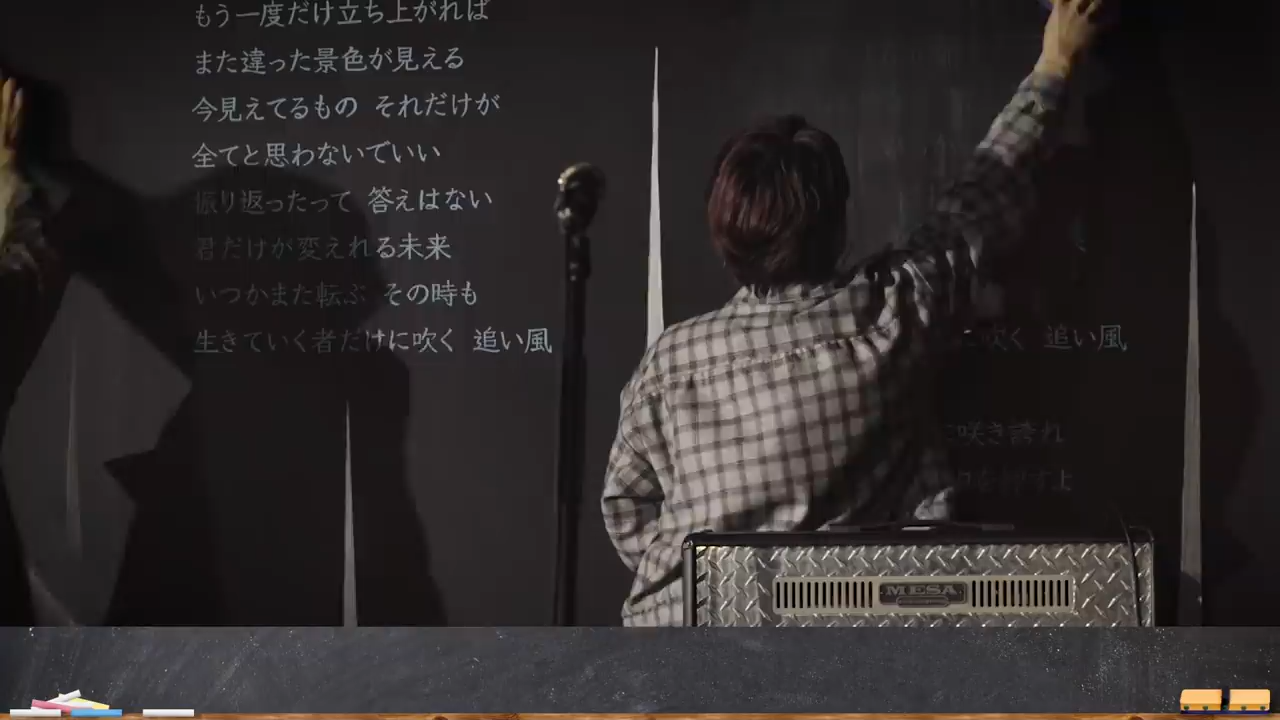 もう一度だけ立ち上がれば
また違った景色が見える
今見えてるもの それだけが
全てと思わないでいい
振り返ったって 答えはない
君だけが変えれる未来
いつかまた転ぶ その時も
生きていく者だけに吹く 追い風
に吹く 追い風
に咲き誇れ
MESA